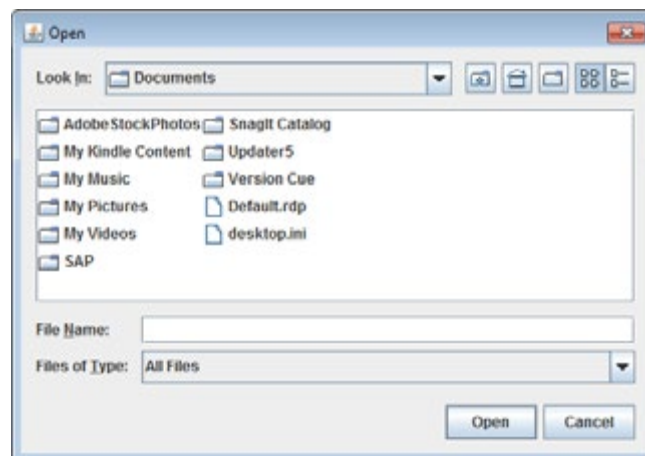 Open
Look In: Documents
AdobeStockPhotos SnagIt Catalog
My Kindle Content Updater5
My Music Version Cue
My Pictures Default.rdp
My Videos desktop.ini
SAP
File Name:
Files of Type: All Files
Open Cancel